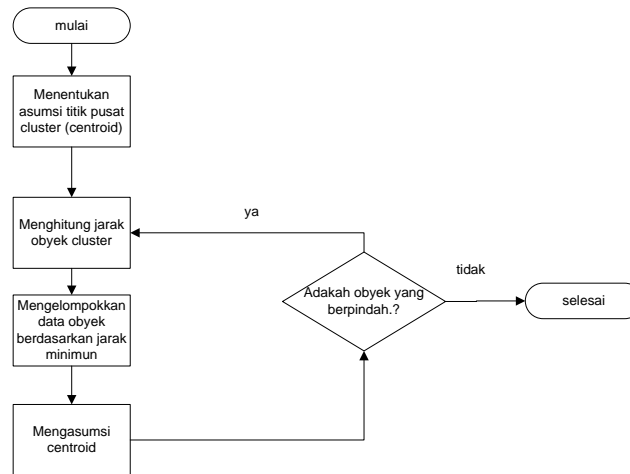 mulai
Menentukan
asumsi titik pusat
cluster (centroid)
Menghitung jarak
obyek cluster
Mengelompokkan
data obyek
berdasarkan jarak
minimun
Mengasumsi
centroid
ya
Adakah obyek yang
berpindah.?
tidak
selesai